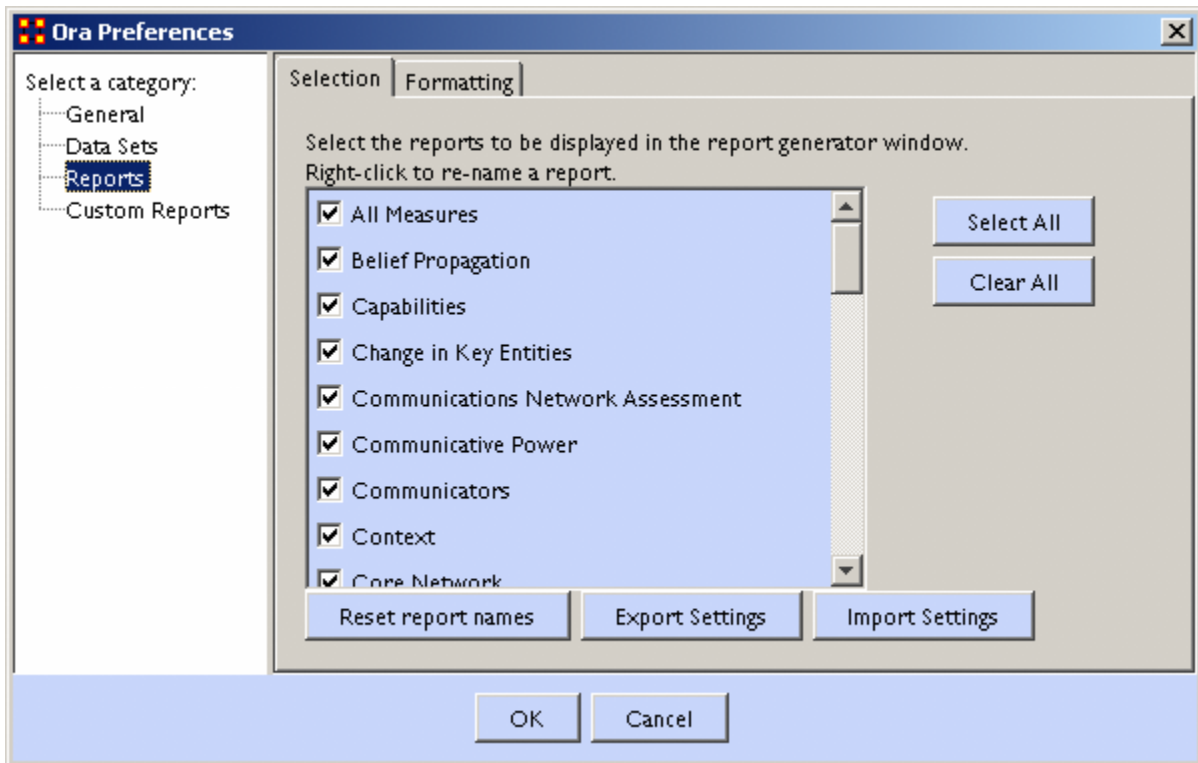 Ora Preferences
Select a category:
General
Data Sets
Reports
Custom Reports
Selection
Formatting
Select the reports to be displayed in the report generator window.
Right-click to re-name a report.
All Measures
Belief Propagation
Capabilities
Change in Key Entities
Communications Network Assessment
Communicative Power
Communicators
Context
Core Network
Select All
Clear All
Reset report names
Export Settings
Import Settings
OK
Cancel